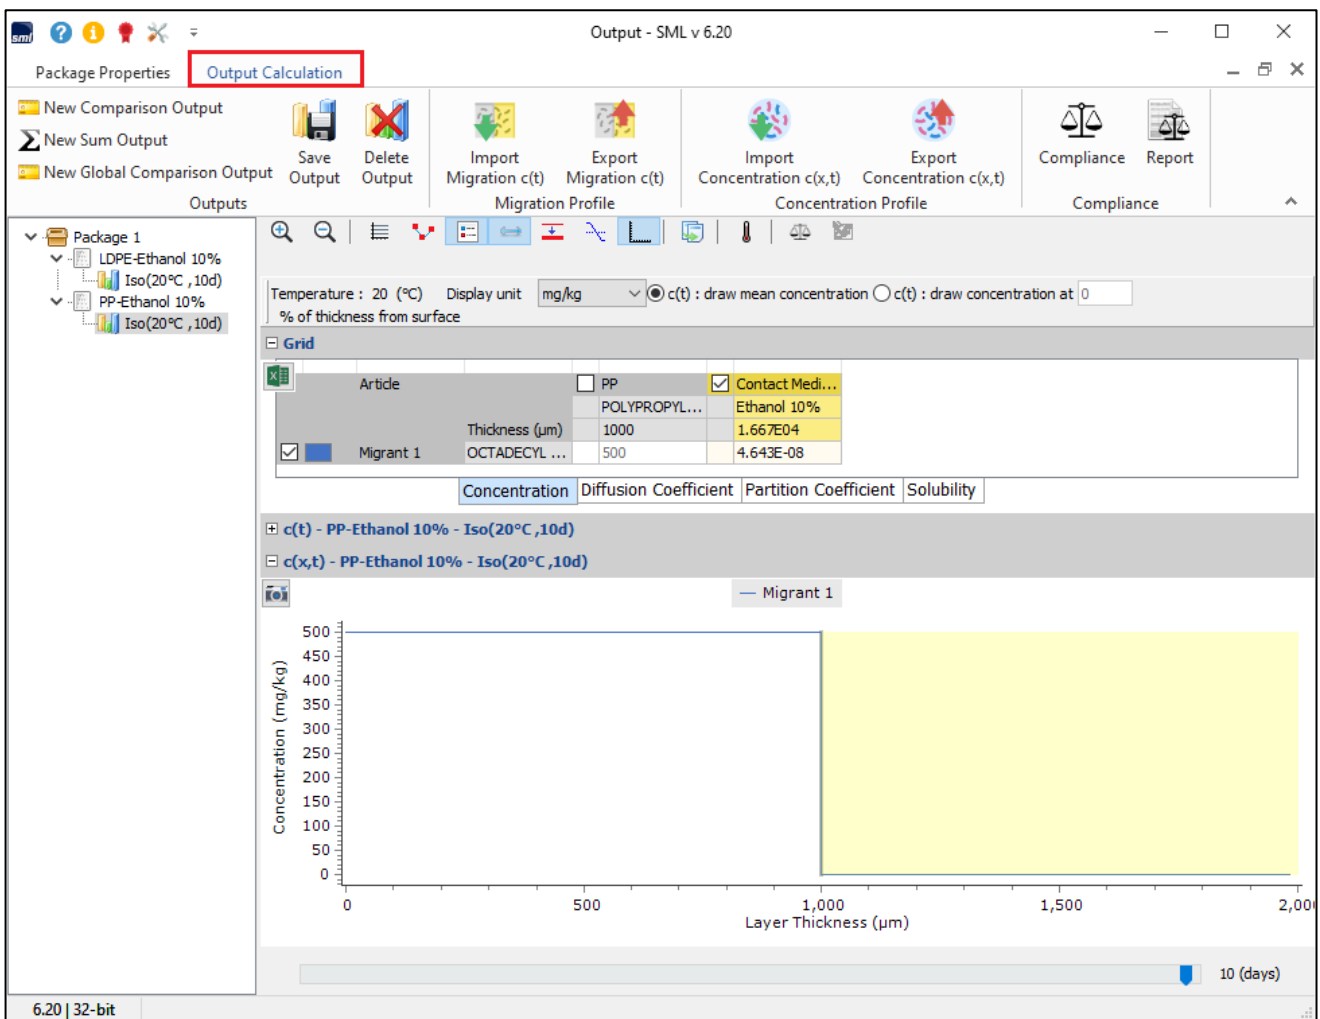 sml
Output - SML v 6.20
Package Properties
Output Calculation
New Comparison Output
New Sum Output
New Global Comparison Output
Save Output
Delete Output
Outputs
Import Migration c(t)
Export Migration c(t)
Migration Profile
Import Concentration c(x,t)
Export Concentration c(x,t)
Concentration Profile
Compliance
Report
Compliance
Package 1
LDPE-Ethanol 10%
Iso(20°C ,10d)
PP-Ethanol 10%
Iso(20°C ,10d)
Temperature : 20 (°C) Display unit mg/kg c(t) : draw mean concentration c(t) : draw concentration at 0
% of thickness from surface
Grid
Article PP Contact Medi...
POLYPROPYL... Ethanol 10%
Thickness (µm) 1000 1.667E04
Migrant 1 OCTADECYL ... 500 4.643E-08
Concentration Diffusion Coefficient Partition Coefficient Solubility
c(t) - PP-Ethanol 10% - Iso(20°C ,10d)
c(x,t) - PP-Ethanol 10% - Iso(20°C ,10d)
Migrant 1
Concentration (mg/kg)
500
450
400
350
300
250
200
150
100
50
0
0 500 1,000 1,500 2,00
Layer Thickness (µm)
10 (days)
6.20 | 32-bit